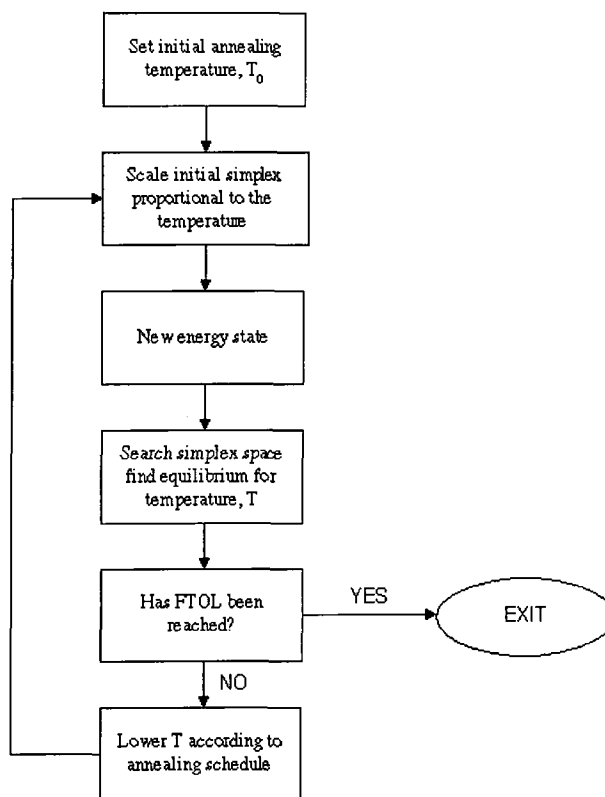 Set initial annealing
temperature, T0
Scale initial simplex
proportional to the
temperature
New energy state
Search simplex space
find equilibrium for
temperature, T
Has FTOL been
reached?
YES
EXIT
NO
Lower T according to
annealing schedule